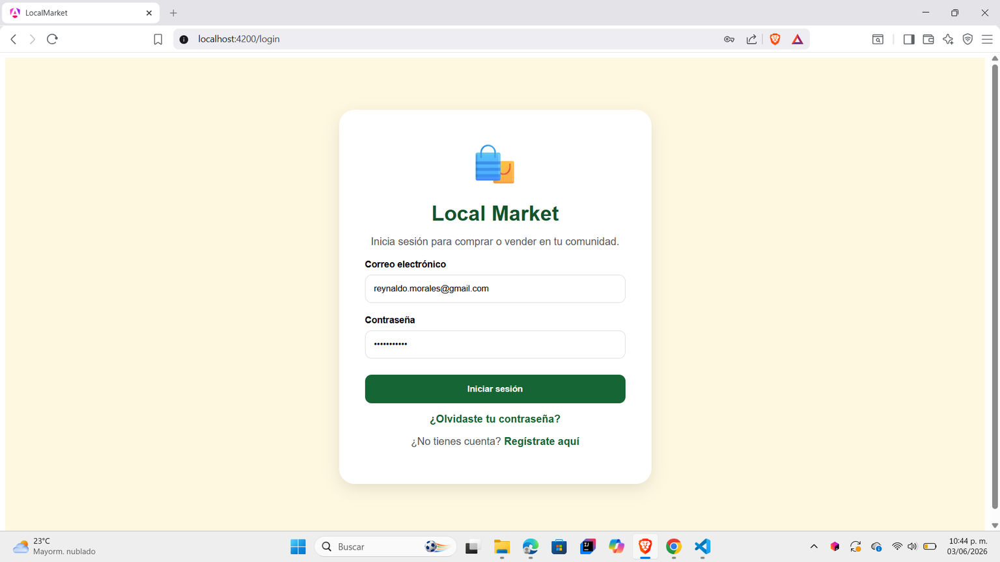 LocalMarket
localhost:4200/login
Local Market
Inicia sesión para comprar o vender en tu comunidad.
Correo electrónico
reynaldo.morales@gmail.com
Contraseña
•••••••••••
Iniciar sesión
¿Olvidaste tu contraseña?
¿No tienes cuenta? Regístrate aquí
23°C
Mayorm. nublado
Buscar
10:44 p. m.
03/06/2026